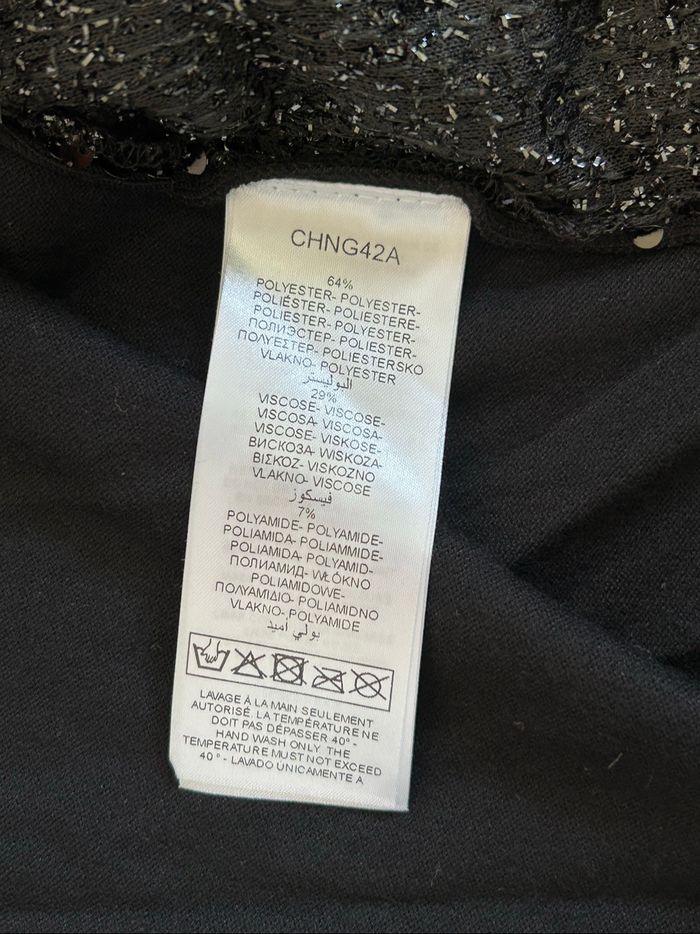 CHNG42A
64%
POLYESTER- POLYESTER-
POLIÉSTER- POLIESTERE-
POLIESTER- POLYESTER-
ПОЛИЭСТЕР- POLIESTER-
ΠΟΛΥΕΣΤΕΡ- POLIESTERSKO
VLAKNO- POLYESTER
البوليستر
29%
VISCOSE- VISCOSE-
VISCOSA- VISCOSA-
VISCOSE- VISKOSE-
ВИСКОЗА- WISKOZA-
ΒΙΣΚΟΖ- VISKOZNO
VLAKNO- VISCOSE
فيسكوز
7%
POLYAMIDE- POLYAMIDE-
POLIAMIDA- POLIAMMIDE-
POLIAMIDA- POLYAMID-
ПОЛИАМИД- WŁÓKNO
POLIAMIDOWE-
ΠΟΛΥΑΜΙΔΙΟ- POLIAMIDNO
VLAKNO- POLYAMIDE
بولي أميد
LAVAGE À LA MAIN SEULEMENT
AUTORISÉ. LA TEMPÉRATURE NE
DOIT PAS DÉPASSER 40° -
HAND WASH ONLY. THE
TEMPERATURE MUST NOT EXCEED
40 ° - LAVADO ÚNICAMENTE A